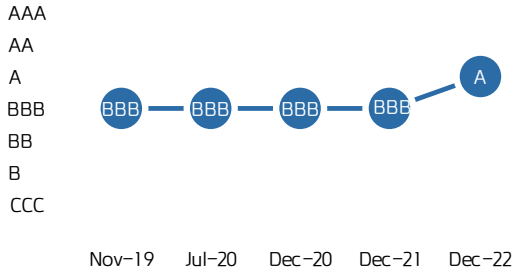 AAA
AA
A
BBB
BB
B
CCC
BBB BBB BBB BBB A
Nov-19 Jul-20 Dec-20 Dec-21 Dec-22